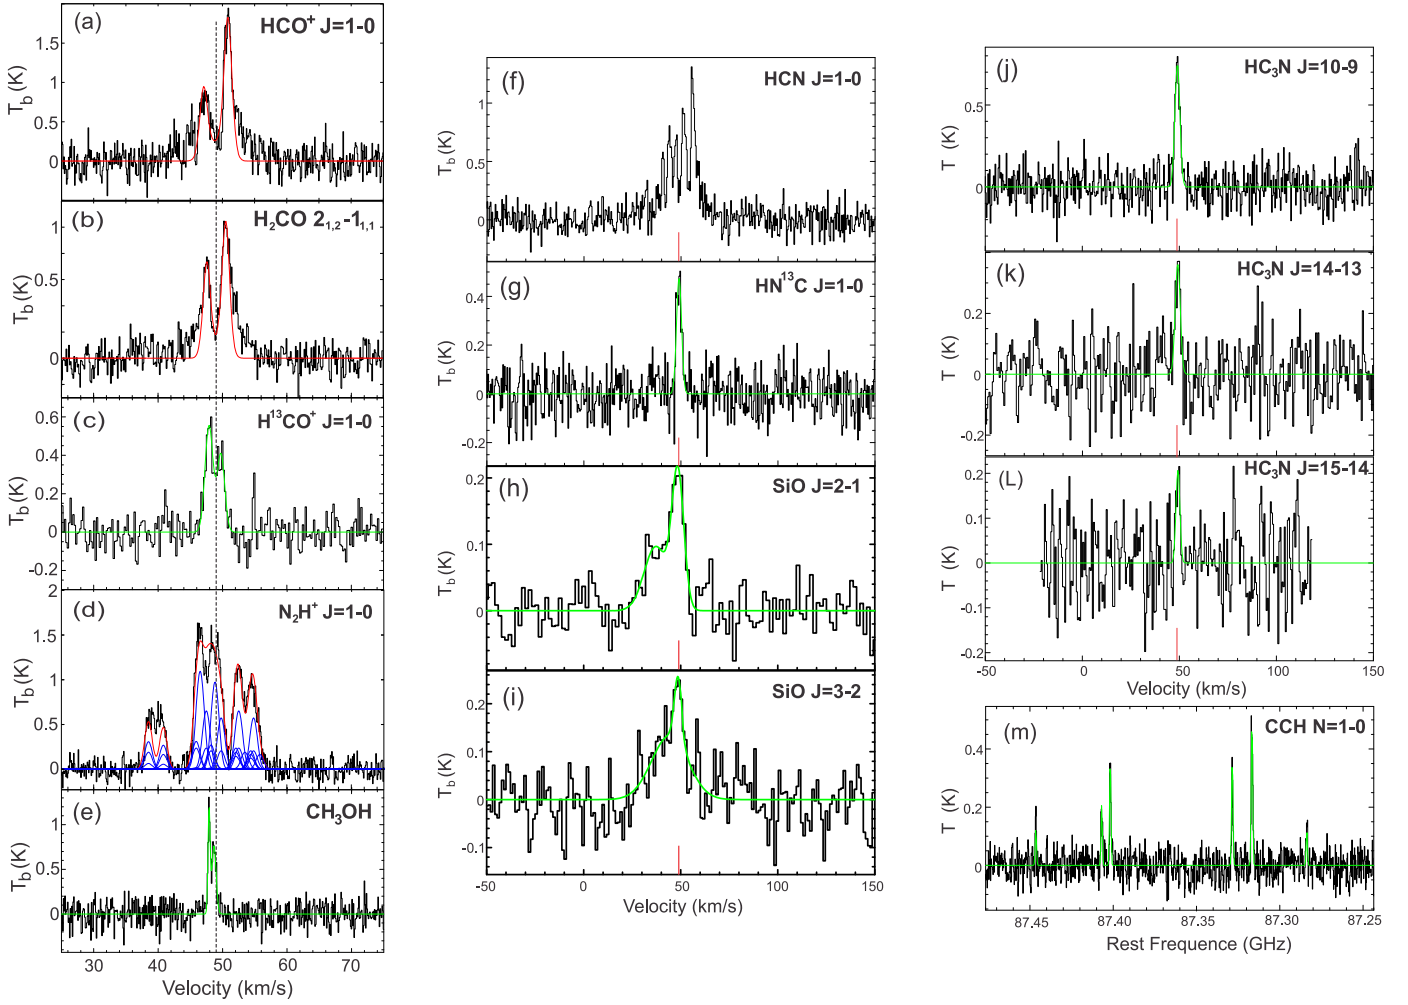 (a) HCO+ J=1-0
1.5
1
0.5
0
Tb(K)
(b) H2CO 21,2-11,1
1
0.5
0
Tb(K)
(c) H13CO+ J=1-0
0.6
0.4
0.2
0
-0.2
Tb(K)
(d) N2H+ J=1-0
2
1.5
1
0.5
0
Tb(K)
(e) CH3OH
1
0.5
0
Tb(K)
30 40 50 60 70
Velocity (km/s)
(f) HCN J=1-0
1
0.5
0
Tb(K)
(g) HN13C J=1-0
0.4
0.2
0
-0.2
Tb(K)
(h) SiO J=2-1
0.2
0.1
0
Tb(K)
(i) SiO J=3-2
0.2
0.1
0
-0.1
Tb(K)
-50 0 50 100 150
Velocity (km/s)
(j) HC3N J=10-9
0.5
0
T (K)
(k) HC3N J=14-13
0.2
0
-0.2
T (K)
(L) HC3N J=15-14
0.2
0.1
0
-0.1
-0.2
T (K)
-50 0 50 100 150
Velocity (km/s)
(m) CCH N=1-0
0.4
0.2
0
T (K)
87.45 87.40 87.35 87.30 87.25
Rest Frequence (GHz)